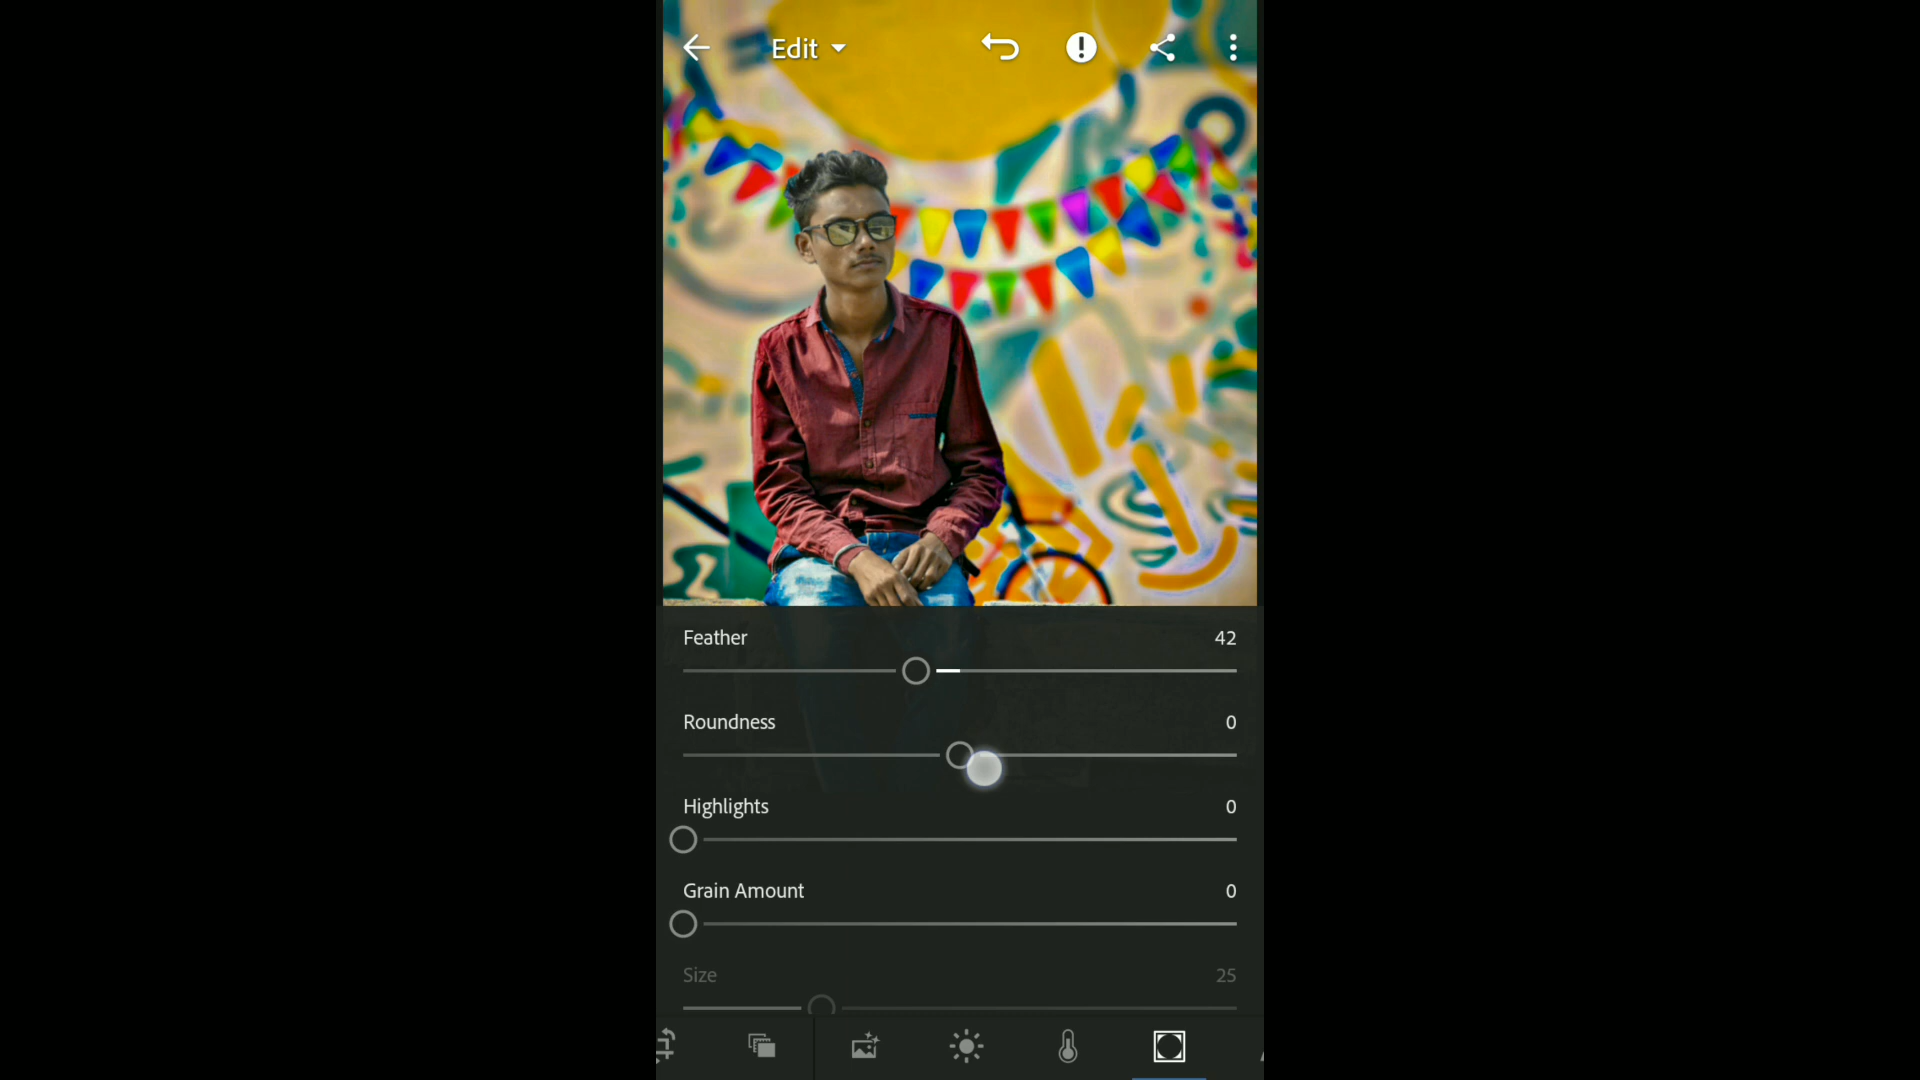 Edit
Feather 42
Roundness 0
Highlights 0
Grain Amount 0
Size 25